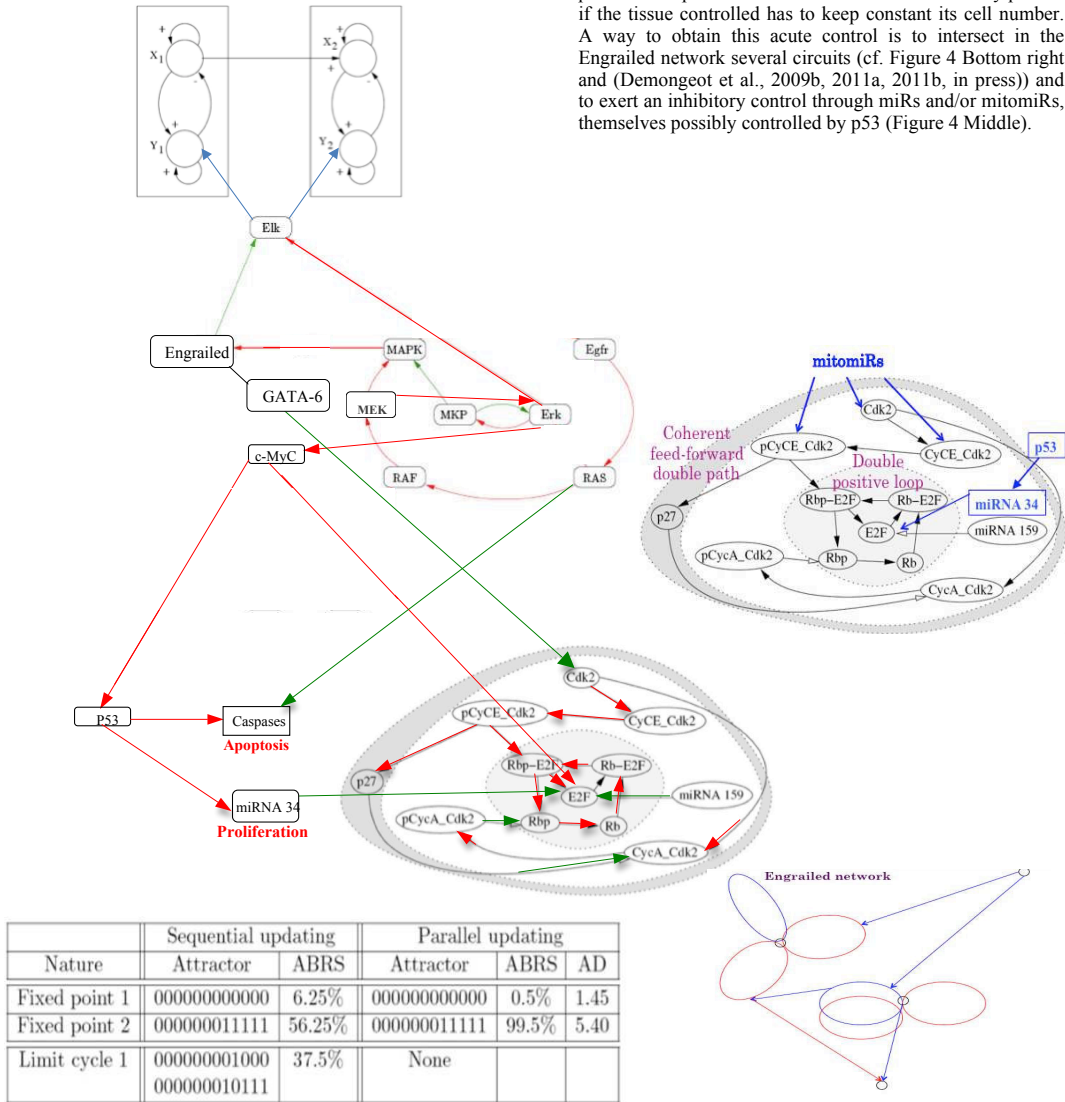 if the tissue controlled has to keep constant its cell number.
A way to obtain this acute control is to intersect in the
Engrailed network several circuits (cf. Figure 4 Bottom right
and (Demongeot et al., 2009b, 2011a, 2011b, in press)) and
to exert an inhibitory control through miRs and/or mitomiRs,
themselves possibly controlled by p53 (Figure 4 Middle).
+
+
X1
X2
+
-
-
+
+
Y1
Y2
+
+
Elk
Engrailed
MAPK
Egfr
GATA-6
MEK
MKP
Erk
c-MyC
RAF
RAS
mitomiRs
Cdk2
Coherent
feed-forward
double path
pCyCE_Cdk2
CyCE_Cdk2
p53
Double
positive loop
Rbp-E2F
Rb-E2F
miRNA 34
p27
E2F
miRNA 159
pCycA_Cdk2
Rbp
Rb
CycA_Cdk2
Cdk2
P53
Caspases
Apoptosis
pCyCE_Cdk2
CyCE_Cdk2
Rbp-E2F
Rb-E2F
p27
miRNA 34
Proliferation
E2F
miRNA 159
pCycA_Cdk2
Rbp
Rb
CycA_Cdk2
Engrailed network
Sequential updating Parallel updating
Nature Attractor ABRS Attractor ABRS AD
Fixed point 1 000000000000 6.25% 000000000000 0.5% 1.45
Fixed point 2 000000011111 56.25% 000000011111 99.5% 5.40
Limit cycle 1 000000001000 37.5% None
000000010111